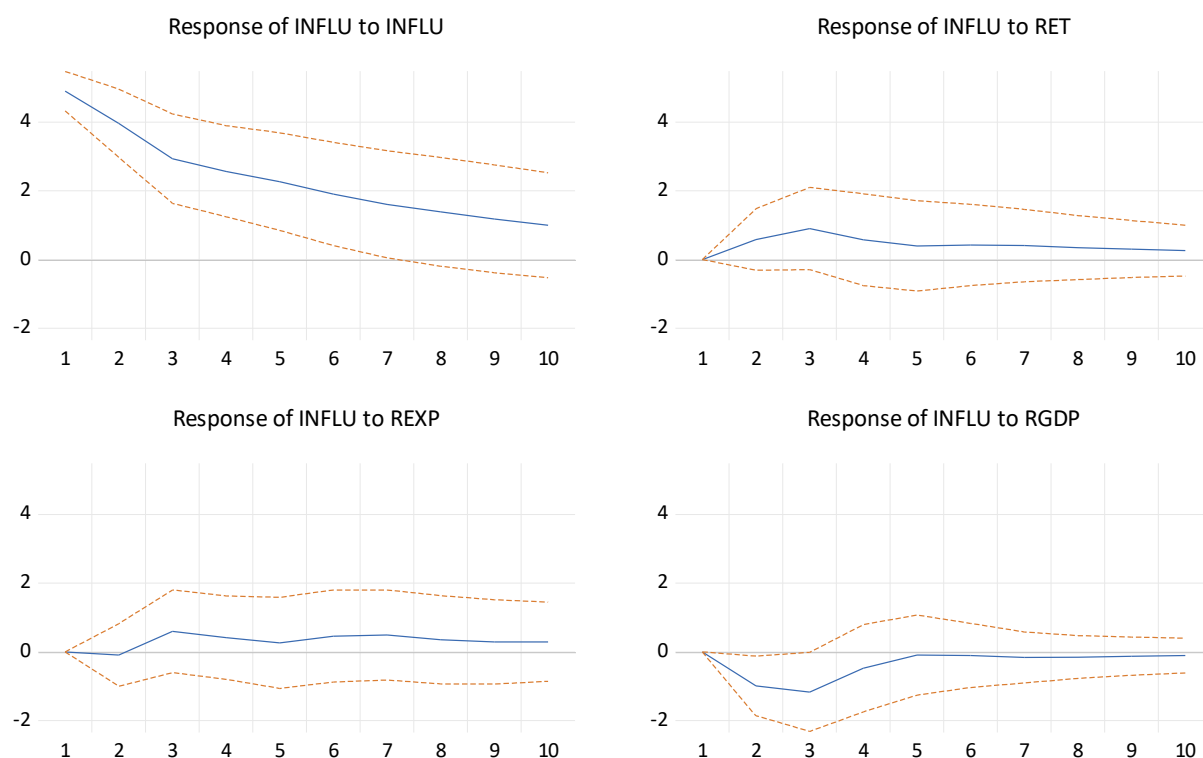 Response of INFLU to INFLU
4
2
0
-2
1 2 3 4 5 6 7 8 9 10
Response of INFLU to RET
4
2
0
-2
1 2 3 4 5 6 7 8 9 10
Response of INFLU to REXP
4
2
0
-2
1 2 3 4 5 6 7 8 9 10
Response of INFLU to RGDP
4
2
0
-2
1 2 3 4 5 6 7 8 9 10